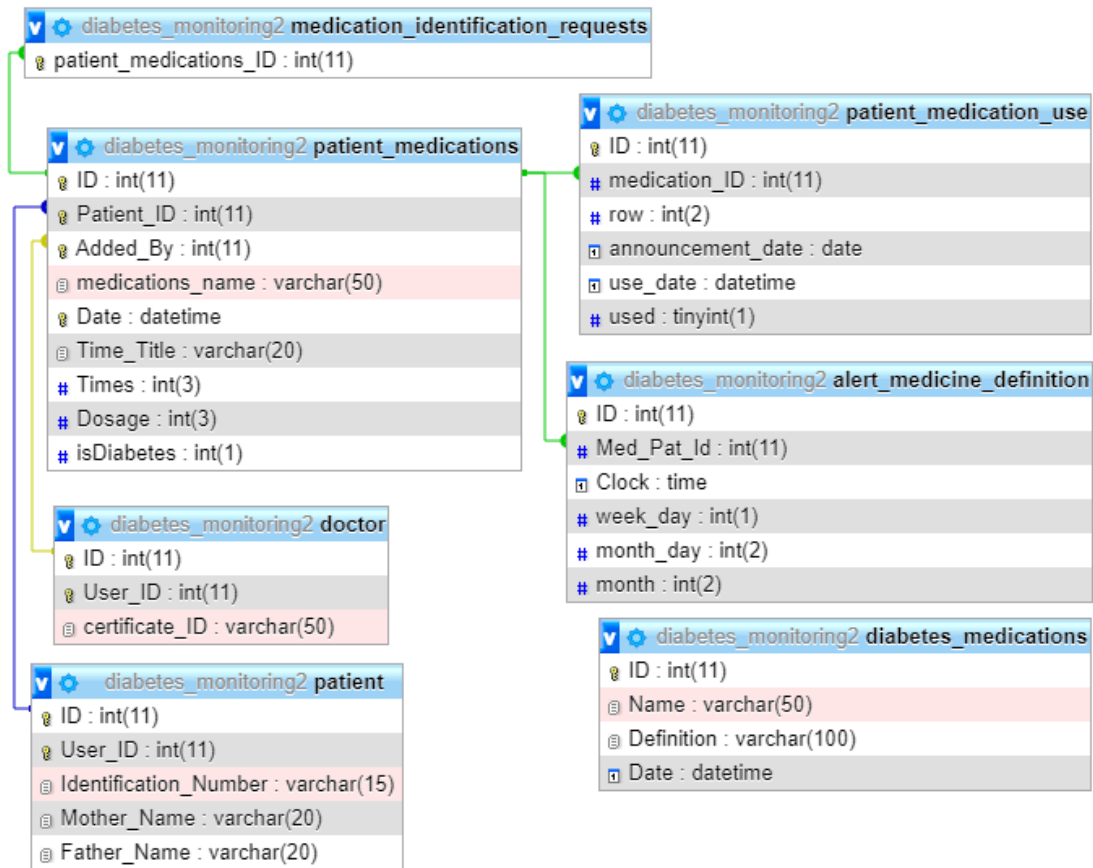 diabetes_monitoring2 medication_identification_requests
patient_medications_ID : int(11)
diabetes_monitoring2 patient_medications
ID : int(11)
Patient_ID : int(11)
Added_By : int(11)
medications_name : varchar(50)
Date : datetime
Time_Title : varchar(20)
Times : int(3)
Dosage : int(3)
isDiabetes : int(1)
diabetes_monitoring2 patient_medication_use
ID : int(11)
medication_ID : int(11)
row : int(2)
announcement_date : date
use_date : datetime
used : tinyint(1)
diabetes_monitoring2 alert_medicine_definition
ID : int(11)
Med_Pat_Id : int(11)
Clock : time
week_day : int(1)
month_day : int(2)
month : int(2)
diabetes_monitoring2 doctor
ID : int(11)
User_ID : int(11)
certificate_ID : varchar(50)
diabetes_monitoring2 diabetes_medications
ID : int(11)
Name : varchar(50)
Definition : varchar(100)
Date : datetime
diabetes_monitoring2 patient
ID : int(11)
User_ID : int(11)
Identification_Number : varchar(15)
Mother_Name : varchar(20)
Father_Name : varchar(20)